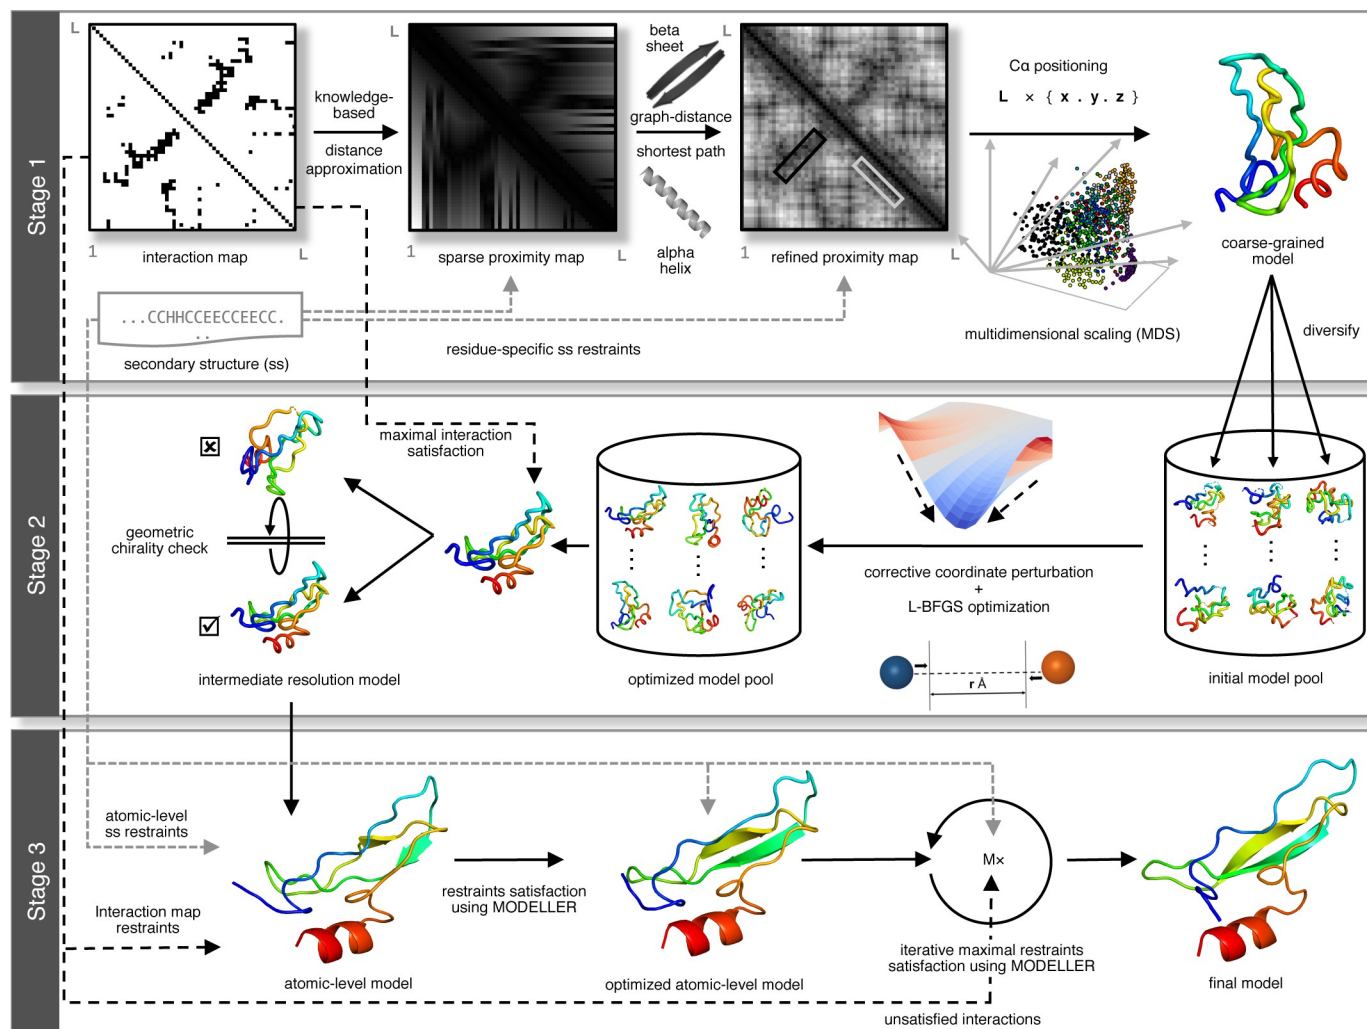 Stage 1
L
1
L
interaction map
knowledge-
based
distance
approximation
L
1
L
sparse proximity map
beta
sheet
graph-distance
shortest path
alpha
helix
L
1
L
refined proximity map
Cα positioning
L × { x . y . z }
multidimensional scaling (MDS)
coarse-grained
model
diversify
...CCHHCCEECCEECC.
..
secondary structure (ss)
residue-specific ss restraints
Stage 2
geometric
chirality check
intermediate resolution model
maximal interaction
satisfaction
optimized model pool
corrective coordinate perturbation
+
L-BFGS optimization
r Å
initial model pool
Stage 3
atomic-level
ss restraints
Interaction map
restraints
atomic-level model
restraints satisfaction
using MODELLER
optimized atomic-level model
M×
iterative maximal restraints
satisfaction using MODELLER
unsatisfied interactions
final model